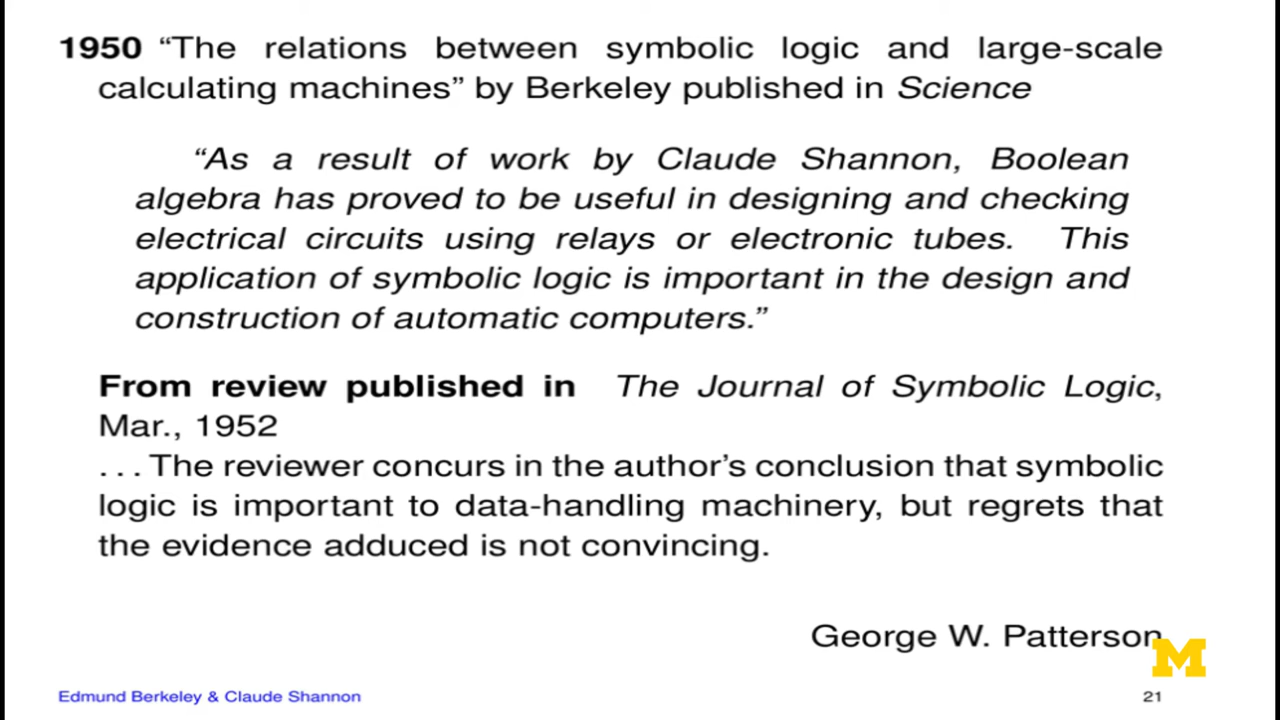 1950 “The relations between symbolic logic and large-scale
calculating machines” by Berkeley published in Science
“As a result of work by Claude Shannon, Boolean
algebra has proved to be useful in designing and checking
electrical circuits using relays or electronic tubes. This
application of symbolic logic is important in the design and
construction of automatic computers.”
From review published in The Journal of Symbolic Logic,
Mar., 1952
...The reviewer concurs in the author’s conclusion that symbolic
logic is important to data-handling machinery, but regrets that
the evidence adduced is not convincing.
George W. Patterson
M
Edmund Berkeley & Claude Shannon
21